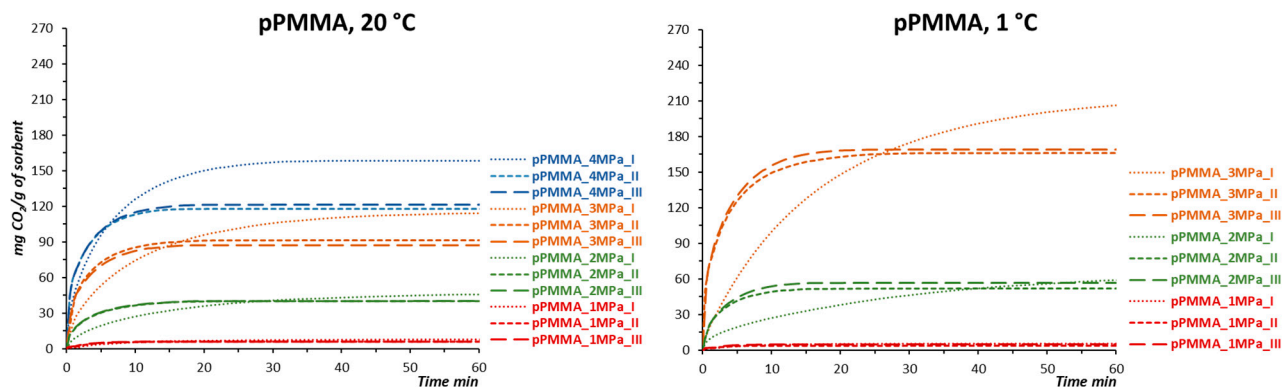 pPMMA, 20 °C
mg CO₂/g of sorbent
270
240
210
180
150
120
90
60
30
0
0
10
20
30
40
50
60
Time min
pPMMA_4MPa_I
pPMMA_4MPa_II
pPMMA_4MPa_III
pPMMA_3MPa_I
pPMMA_3MPa_II
pPMMA_3MPa_III
pPMMA_2MPa_I
pPMMA_2MPa_II
pPMMA_2MPa_III
pPMMA_1MPa_I
pPMMA_1MPa_II
pPMMA_1MPa_III
pPMMA, 1 °C
270
240
210
180
150
120
90
60
30
0
0
10
20
30
40
50
60
Time min
pPMMA_3MPa_I
pPMMA_3MPa_II
pPMMA_3MPa_III
pPMMA_2MPa_I
pPMMA_2MPa_II
pPMMA_2MPa_III
pPMMA_1MPa_I
pPMMA_1MPa_II
pPMMA_1MPa_III